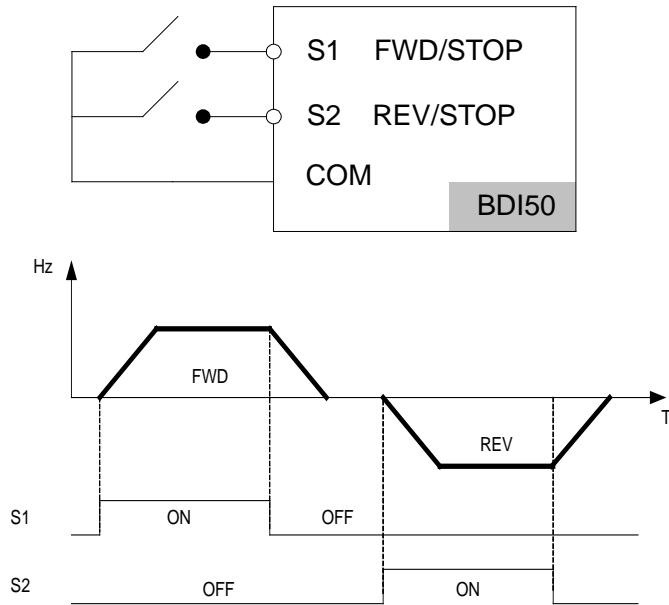 S1 FWD/STOP
S2 REV/STOP
COM
BDI50
Hz
FWD
T
REV
S1 ON OFF
S2 OFF ON